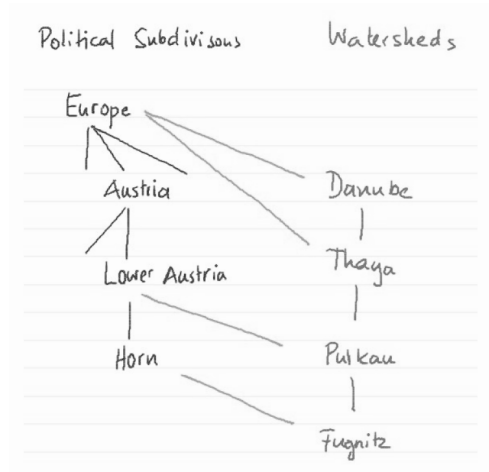 Political Subdivisons
Watersheds
Europe
Austria
Danube
Lower Austria
Thaya
Horn
Pulkau
Fugnitz